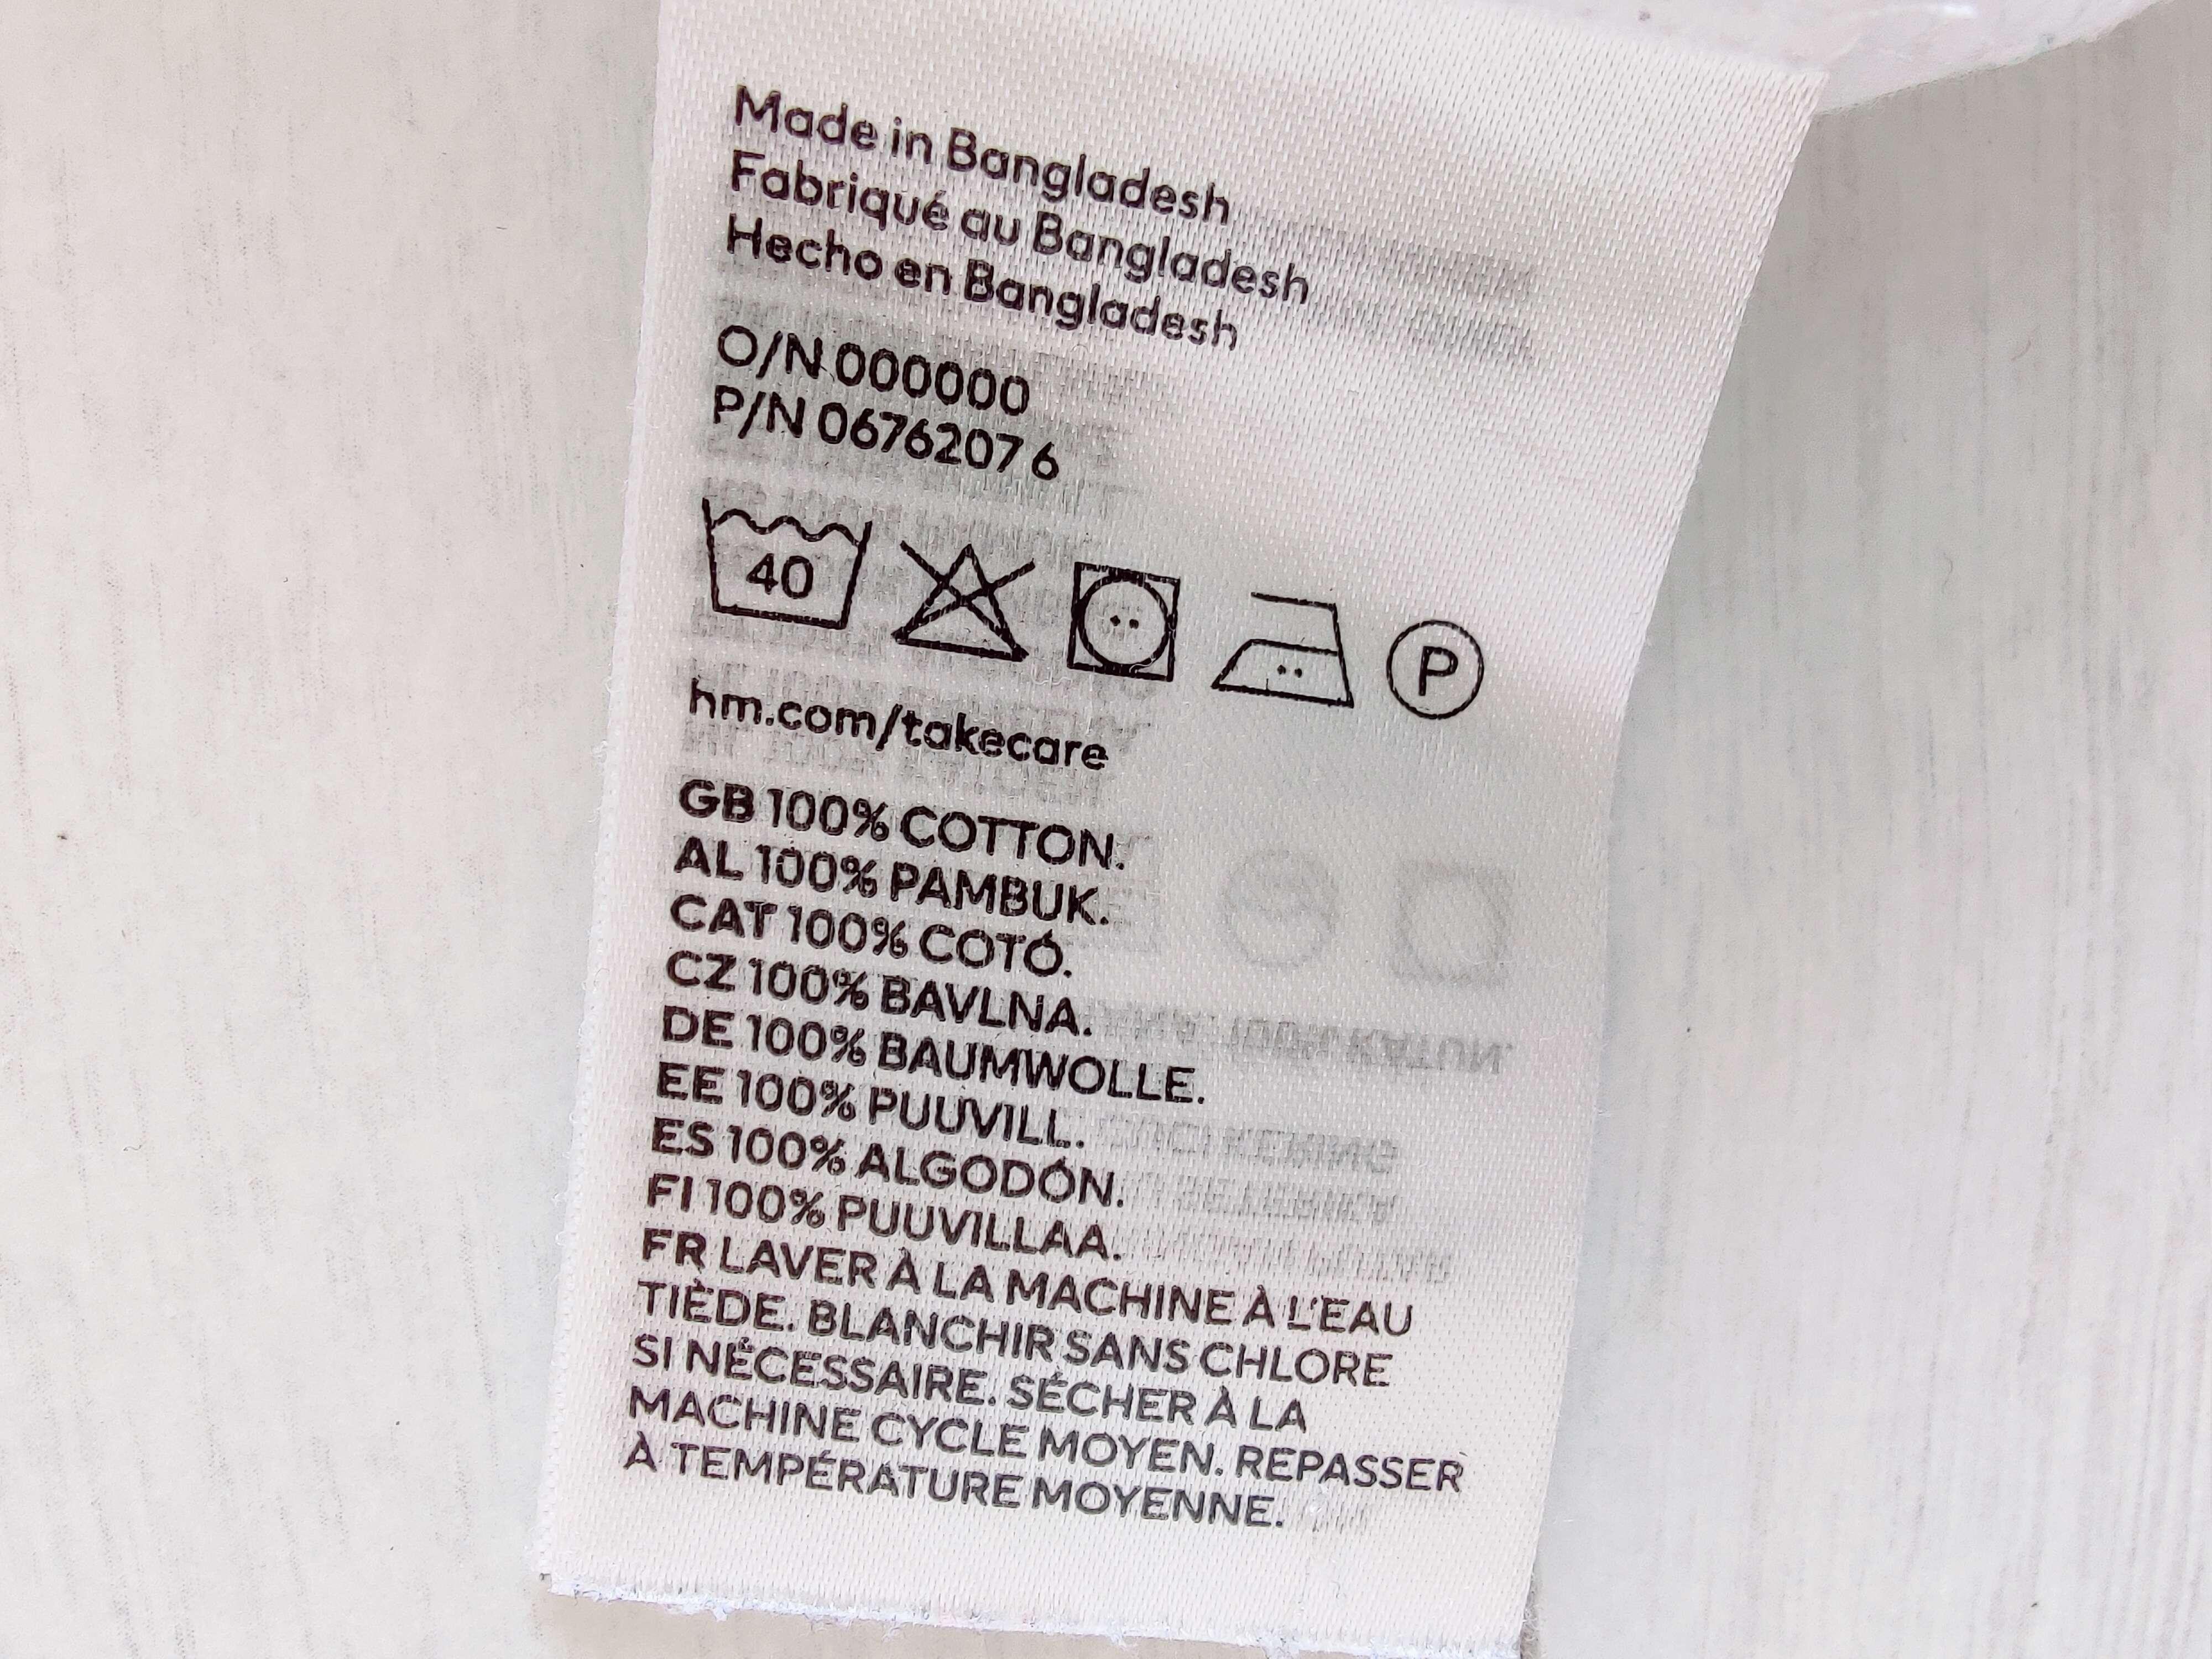 Made in Bangladesh
Fabriqué au Bangladesh
Hecho en Bangladesh
O/N 000000
P/N 06762076
40
P
hm.com/takecare
GB 100% COTTON.
AL 100% PAMBUK.
CAT 100% COTÓ.
CZ 100% BAVLNA.
DE 100% BAUMWOLLE.
EE 100% PUUVILL.
ES 100% ALGODÓN.
FI 100% PUUVILLAA.
FR LAVER À LA MACHINE À L'EAU
TIÈDE. BLANCHIR SANS CHLORE
SI NÉCESSAIRE. SÉCHER À LA
MACHINE CYCLE MOYEN. REPASSER
À TEMPÉRATURE MOYENNE.